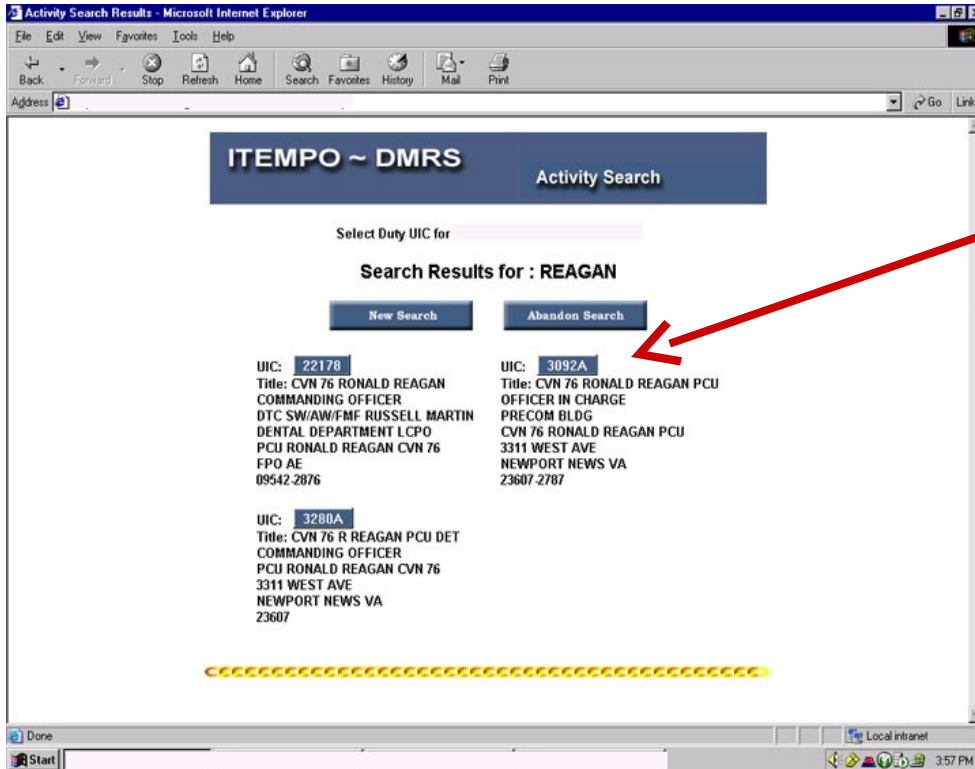 Activity Search Results - Microsoft Internet Explorer
File Edit View Favorites Tools Help
Back Forward Stop Refresh Home Search Favorites History Mail Print
Address Go Link
ITEMPO ~ DMRS
Activity Search
Select Duty UIC for
Search Results for : REAGAN
New Search Abandon Search
UIC: 22178
Title: CVN 76 RONALD REAGAN
COMMANDING OFFICER
DTC SW/AW/FMF RUSSELL MARTIN
DENTAL DEPARTMENT LCPO
PCU RONALD REAGAN CVN 76
FPO AE
09542-2876
UIC: 3092A
Title: CVN 76 RONALD REAGAN PCU
OFFICER IN CHARGE
PRECOM BLDG
CVN 76 RONALD REAGAN PCU
3311 WEST AVE
NEWPORT NEWS VA
23607-2787
UIC: 3280A
Title: CVN 76 R REAGAN PCU DET
COMMANDING OFFICER
PCU RONALD REAGAN CVN 76
3311 WEST AVE
NEWPORT NEWS VA
23607
Done Local intranet
Start 3:57 PM